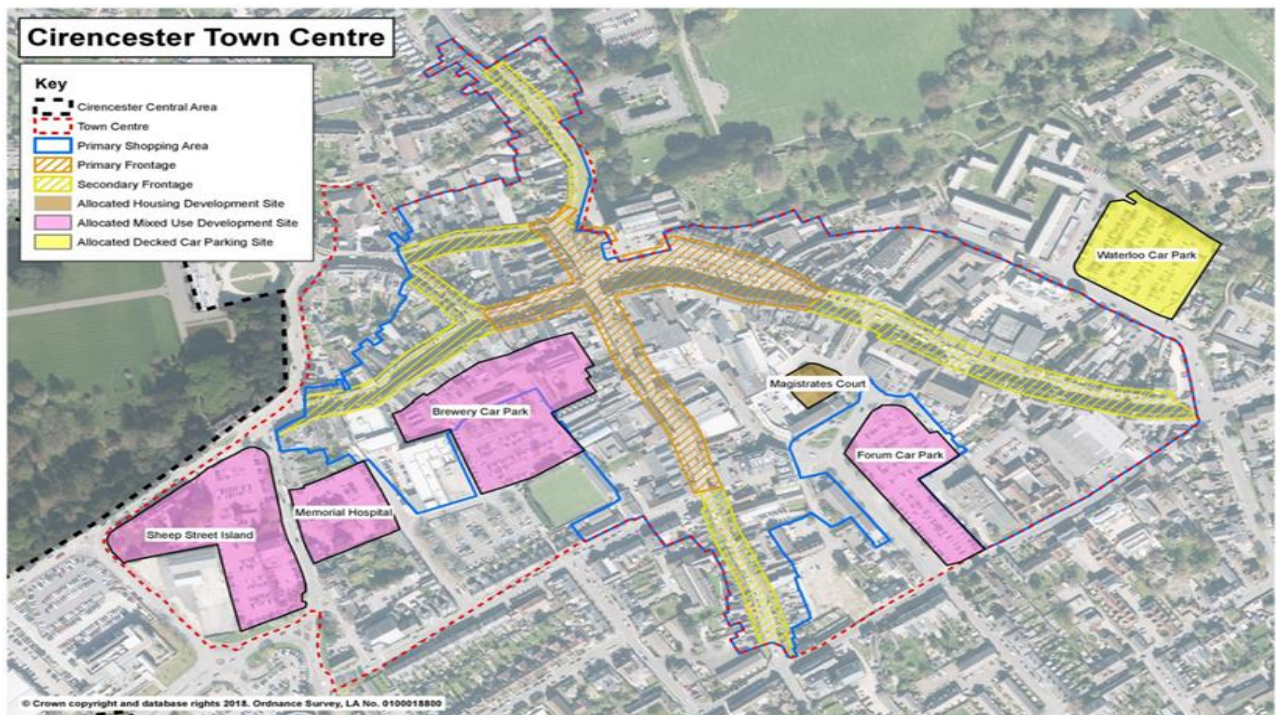 Cirencester Town Centre
Key
Cirencester Central Area
Town Centre
Primary Shopping Area
Primary Frontage
Secondary Frontage
Allocated Housing Development Site
Allocated Mixed Use Development Site
Allocated Decked Car Parking Site
Waterloo Car Park
Magistrates Court
Brewery Car Park
Forum Car Park
Memorial Hospital
Sheep Street Island
© Crown copyright and database rights 2018. Ordnance Survey, LA No. 0100018800